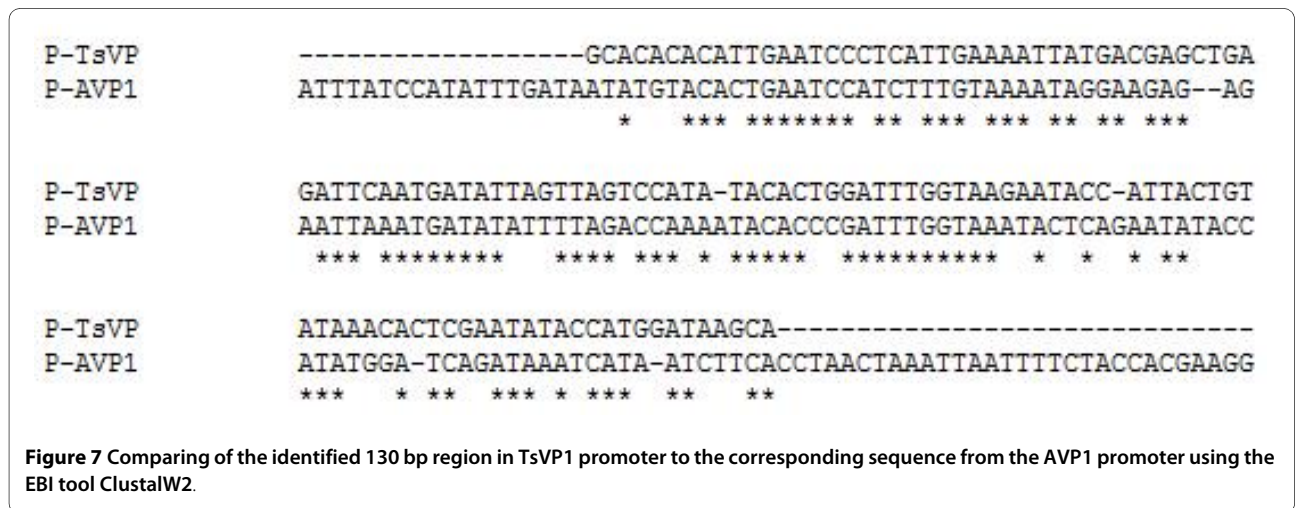 P-TsVP ------------------GCACACACATTGAATCCCTCATTGAAAATTATGACGAGCTGA
P-AVP1 ATTTATCCATATTTGATAATATGTACACTGAATCCATCTTTGTAAAATAGGAAGAG--AG
* *** ******* ** *** *** ** ** ***
P-TsVP GATTCAATGATATTAGTTAGTCCATA-TACACTGGATTTGGTAAGAATACC-ATTACTGT
P-AVP1 AATTAAATGATATATTTTAGACCAAAATACACCCGATTTGGTAAATACTCAGAATATACC
*** ******** **** *** * ***** ********** * * * **
P-TsVP ATAAACACTCGAATATACCATGGATAAGCA------------------------------
P-AVP1 ATATGGA-TCAGATAAATCATA-ATCTTCACCTAACTAAATTAATTTTCTACCACGAAGG
*** * ** *** * *** ** **
Figure 7 Comparing of the identified 130 bp region in TsVP1 promoter to the corresponding sequence from the AVP1 promoter using the
EBI tool ClustalW2.